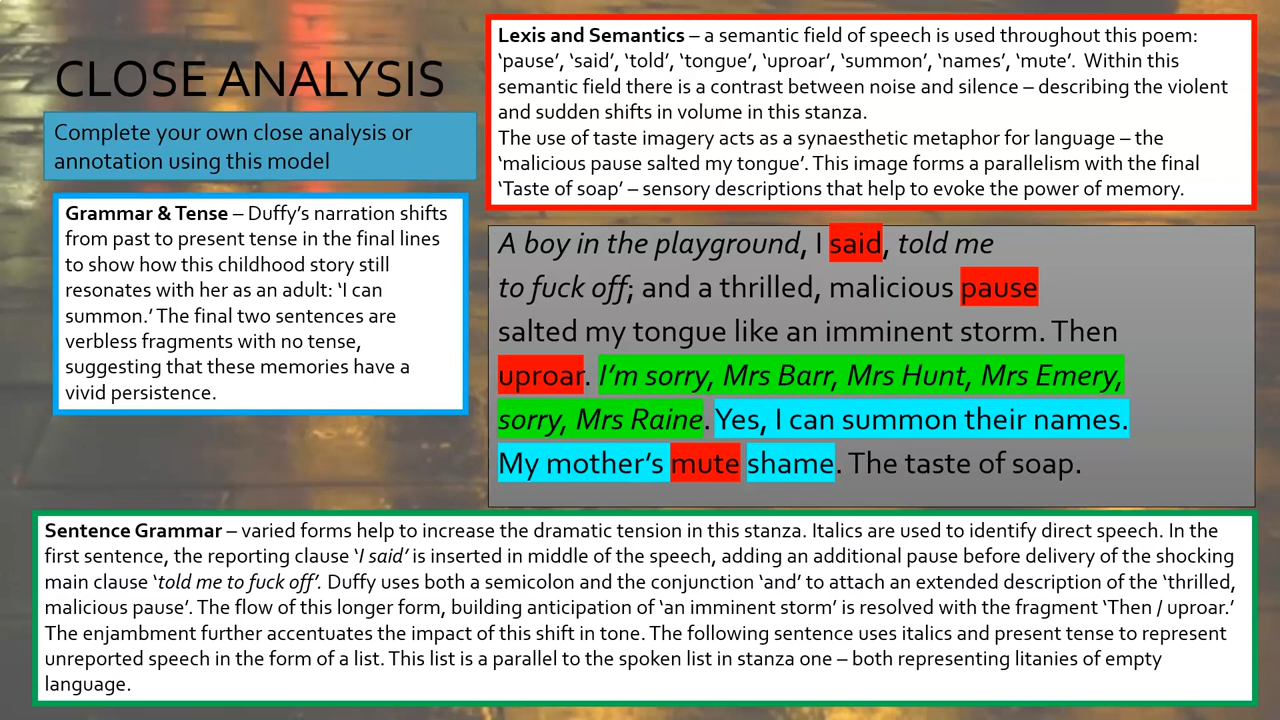 CLOSE ANALYSIS
Complete your own close analysis or
annotation using this model
Grammar & Tense – Duffy’s narration shifts
from past to present tense in the final lines
to show how this childhood story still
resonates with her as an adult: ‘I can
summon.’ The final two sentences are
verbless fragments with no tense,
suggesting that these memories have a
vivid persistence.
Lexis and Semantics – a semantic field of speech is used throughout this poem:
‘pause’, ‘said’, ‘told’, ‘tongue’, ‘uproar’, ‘summon’, ‘names’, ‘mute’. Within this
semantic field there is a contrast between noise and silence – describing the violent
and sudden shifts in volume in this stanza.
The use of taste imagery acts as a synaesthetic metaphor for language – the
‘malicious pause salted my tongue’. This image forms a parallelism with the final
‘Taste of soap’ – sensory descriptions that help to evoke the power of memory.
A boy in the playground, I said, told me
to fuck off; and a thrilled, malicious pause
salted my tongue like an imminent storm. Then
uproar. I’m sorry, Mrs Barr, Mrs Hunt, Mrs Emery,
sorry, Mrs Raine. Yes, I can summon their names.
My mother’s mute shame. The taste of soap.
Sentence Grammar – varied forms help to increase the dramatic tension in this stanza. Italics are used to identify direct speech. In the
first sentence, the reporting clause ‘I said’ is inserted in middle of the speech, adding an additional pause before delivery of the shocking
main clause ‘told me to fuck off’. Duffy uses both a semicolon and the conjunction ‘and’ to attach an extended description of the ‘thrilled,
malicious pause’. The flow of this longer form, building anticipation of ‘an imminent storm’ is resolved with the fragment ‘Then / uproar.’
The enjambment further accentuates the impact of this shift in tone. The following sentence uses italics and present tense to represent
unreported speech in the form of a list. This list is a parallel to the spoken list in stanza one – both representing litanies of empty
language.